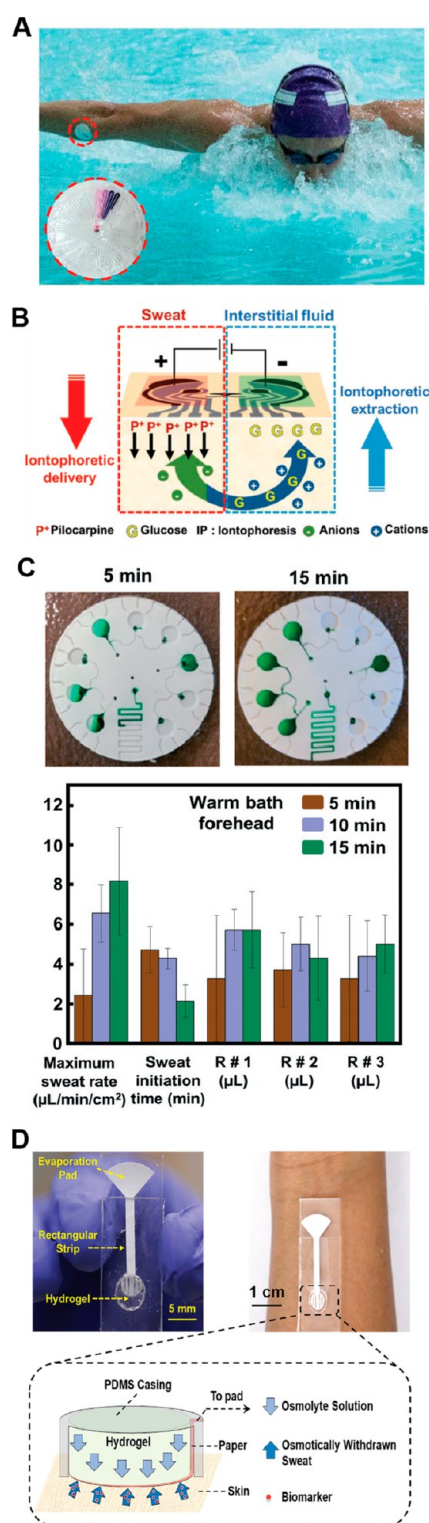 A
B
Sweat
Interstitial fluid
+
-
P+ P+ P+ P+ P+
G G G G
Iontophoretic
delivery
Iontophoretic
extraction
G
G
G
G
P+ Pilocarpine G Glucose IP : Iontophoresis - Anions + Cations
C
5 min
15 min
Warm bath
forehead
5 min
10 min
15 min
12
10
8
6
4
2
0
Maximum
sweat rate
(µL/min/cm²)
Sweat
initiation
time (min)
R # 1
(µL)
R # 2
(µL)
R # 3
(µL)
D
Evaporation
Pad
Rectangular
Strip
Hydrogel
5 mm
1 cm
PDMS Casing
To pad
Osmolyte Solution
Hydrogel
Paper
Osmotically Withdrawn
Sweat
Skin
Biomarker